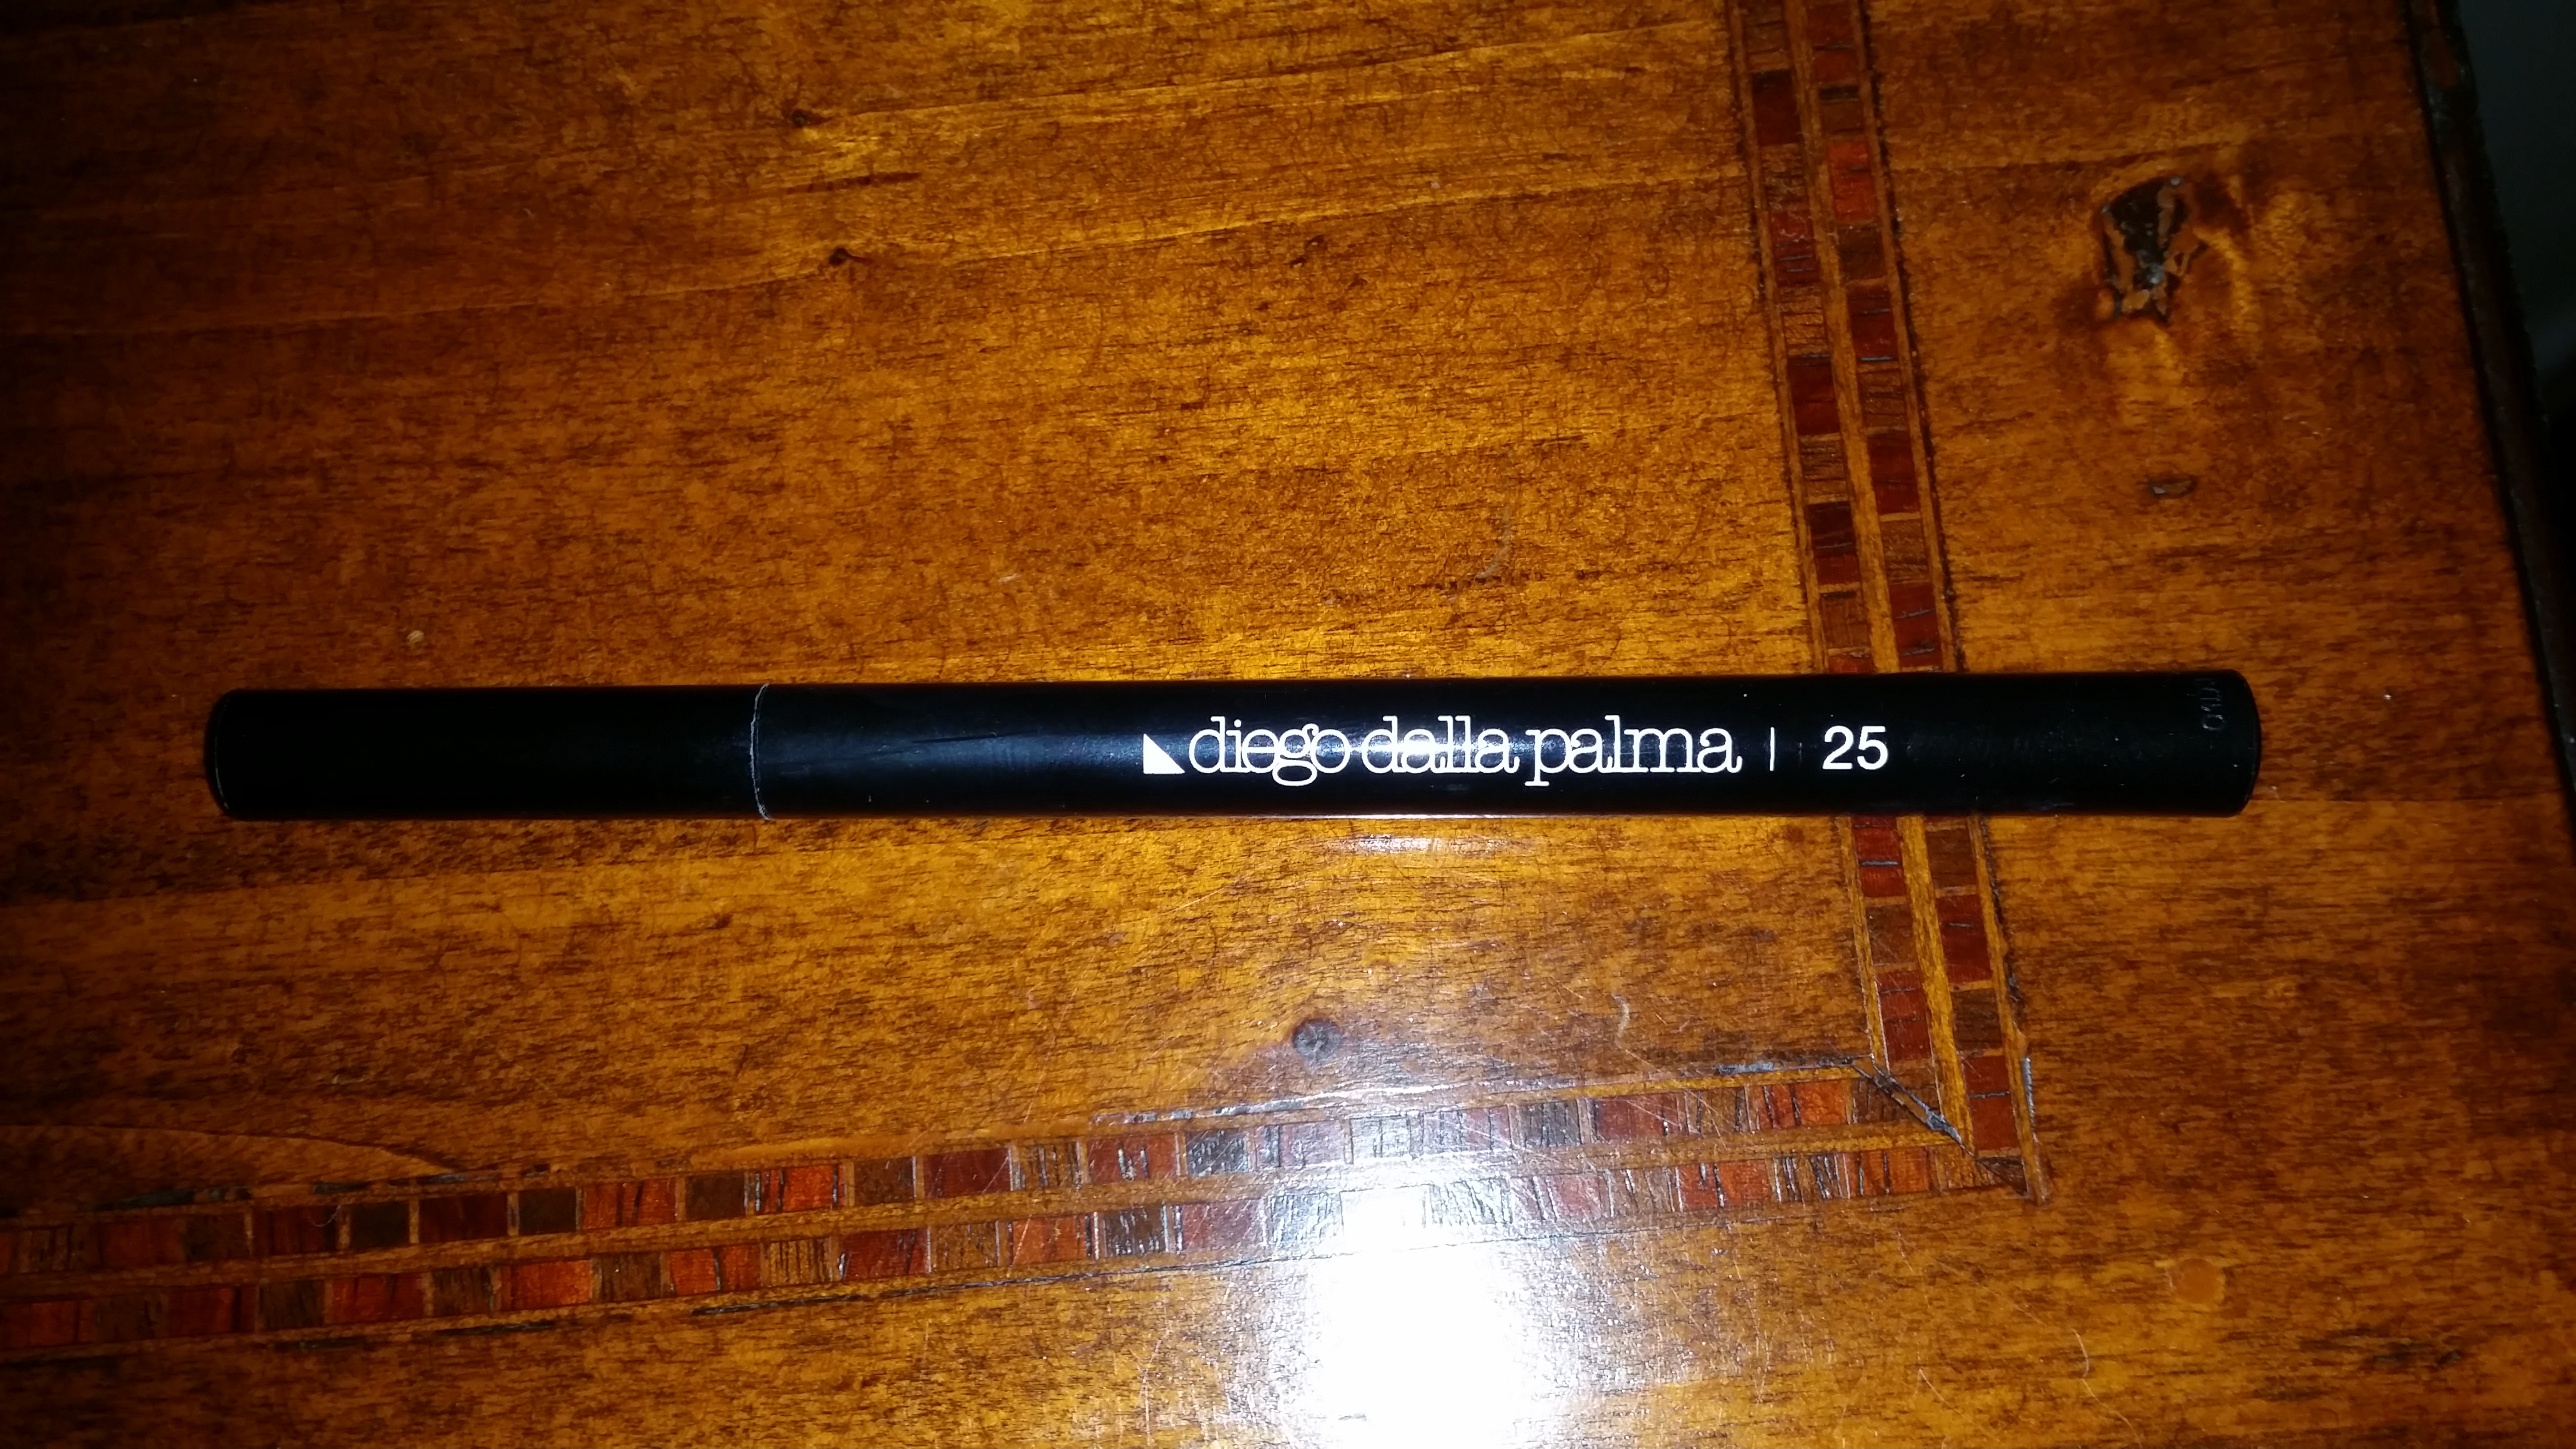 diego dalla palma | 25